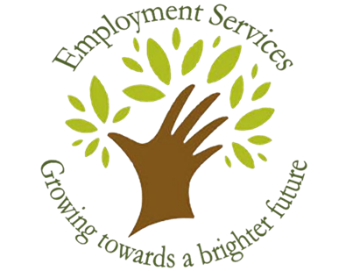 Employment Services
Growing towards a brighter future